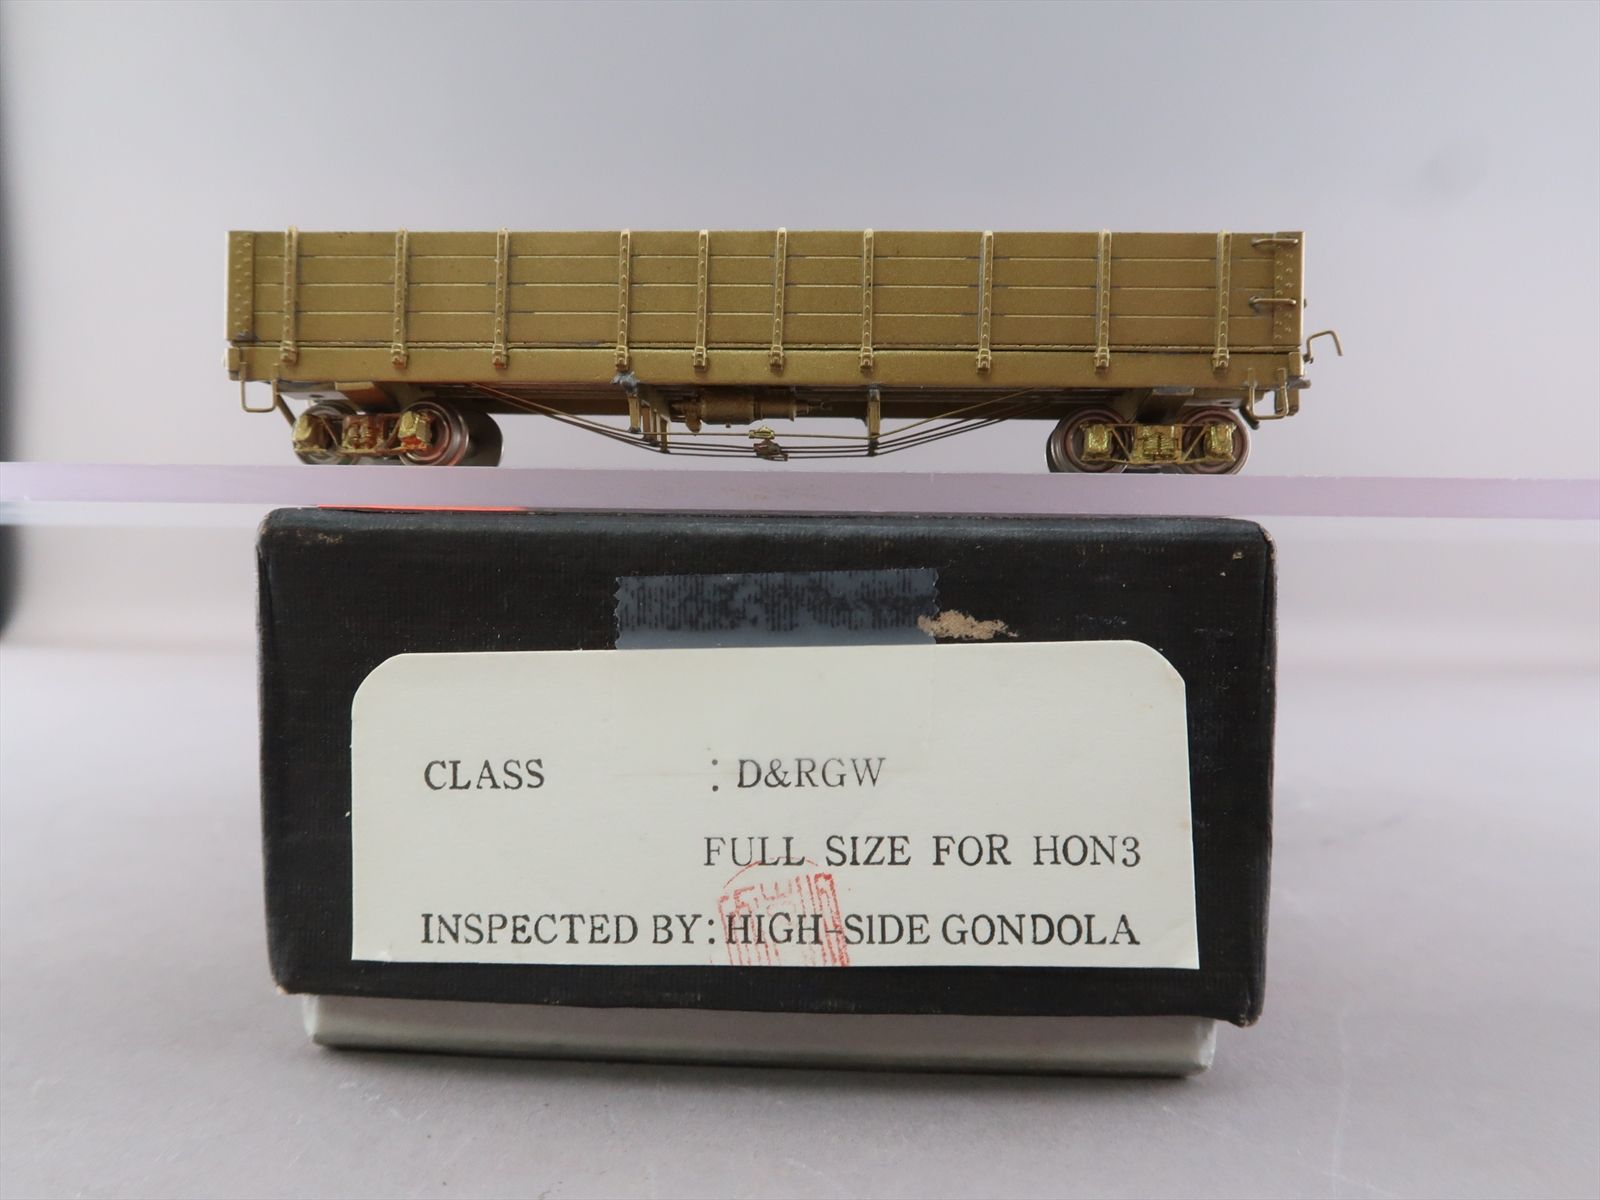 CLASS : D&RGW
FULL SIZE FOR HON3
INSPECTED BY: HIGH-SIDE GONDOLA